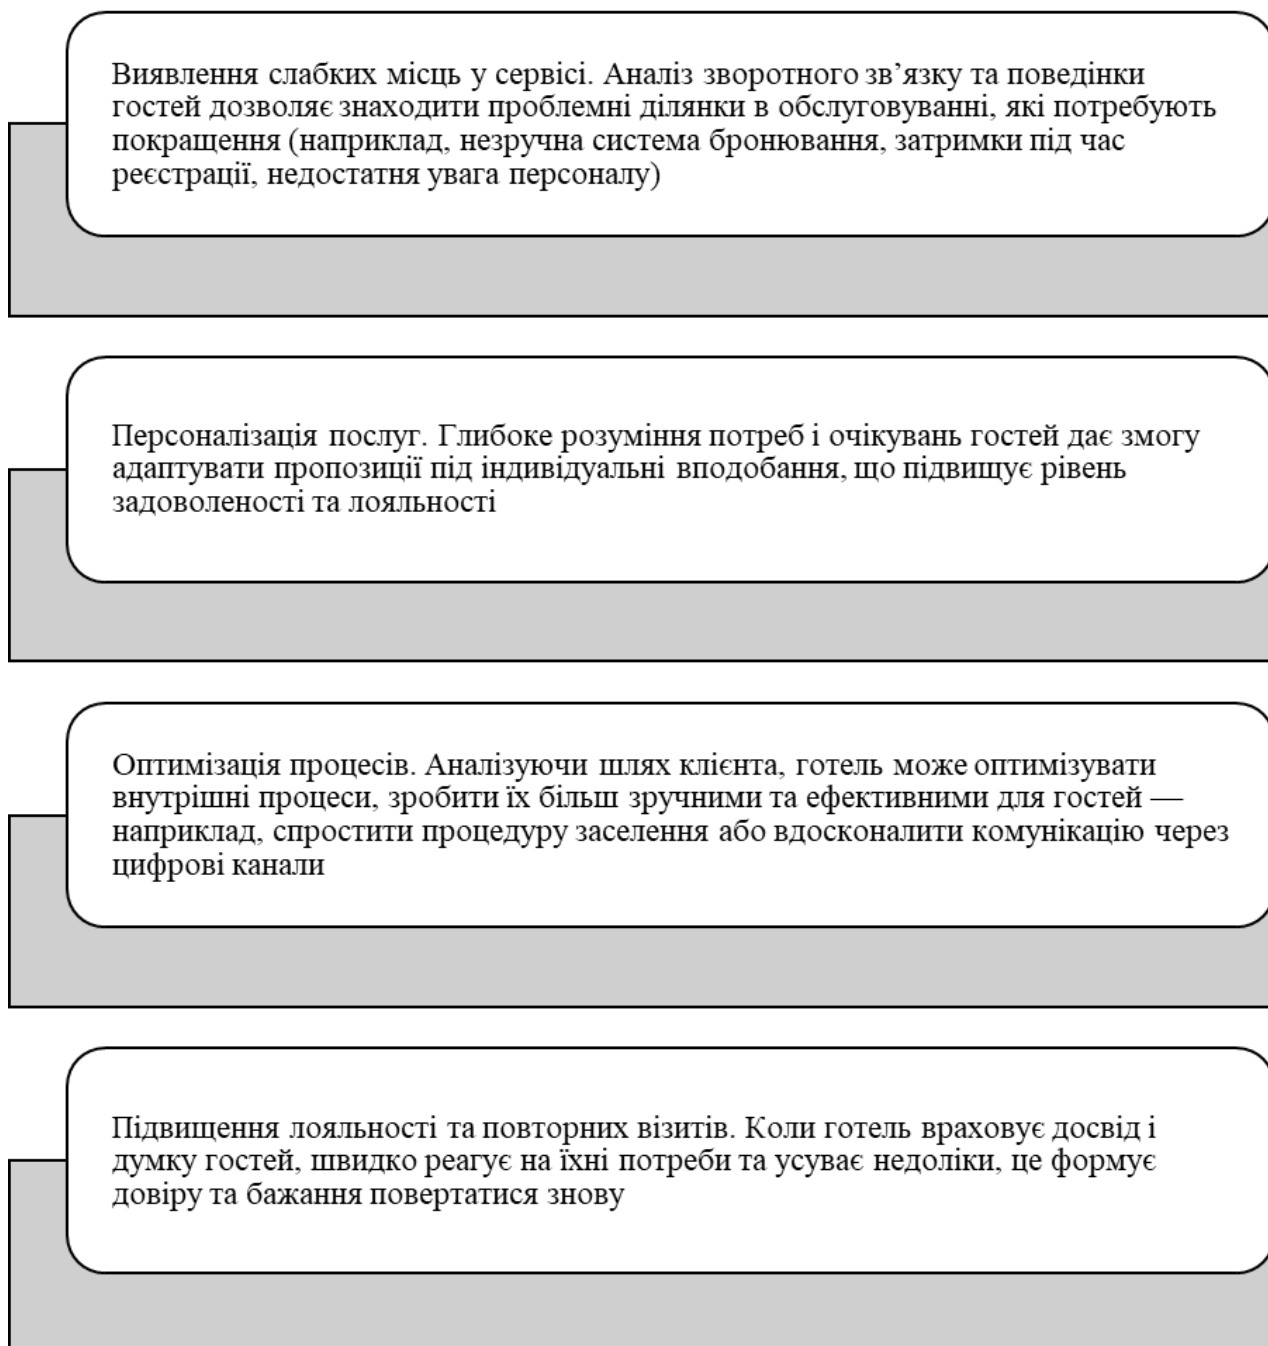 Виявлення слабких місць у сервісі. Аналіз зворотного зв’язку та поведінки
гостей дозволяє знаходити проблемні ділянки в обслуговуванні, які потребують
покращення (наприклад, незручна система бронювання, затримки під час
реєстрації, недостатня увага персоналу)
Персоналізація послуг. Глибоке розуміння потреб і очікувань гостей дає змогу
адаптувати пропозиції під індивідуальні вподобання, що підвищує рівень
задоволеності та лояльності
Оптимізація процесів. Аналізуючи шлях клієнта, готель може оптимізувати
внутрішні процеси, зробити їх більш зручними та ефективними для гостей —
наприклад, спростити процедуру заселення або вдосконалити комунікацію через
цифрові канали
Підвищення лояльності та повторних візитів. Коли готель враховує досвід і
думку гостей, швидко реагує на їхні потреби та усуває недоліки, це формує
довіру та бажання повертатися знову